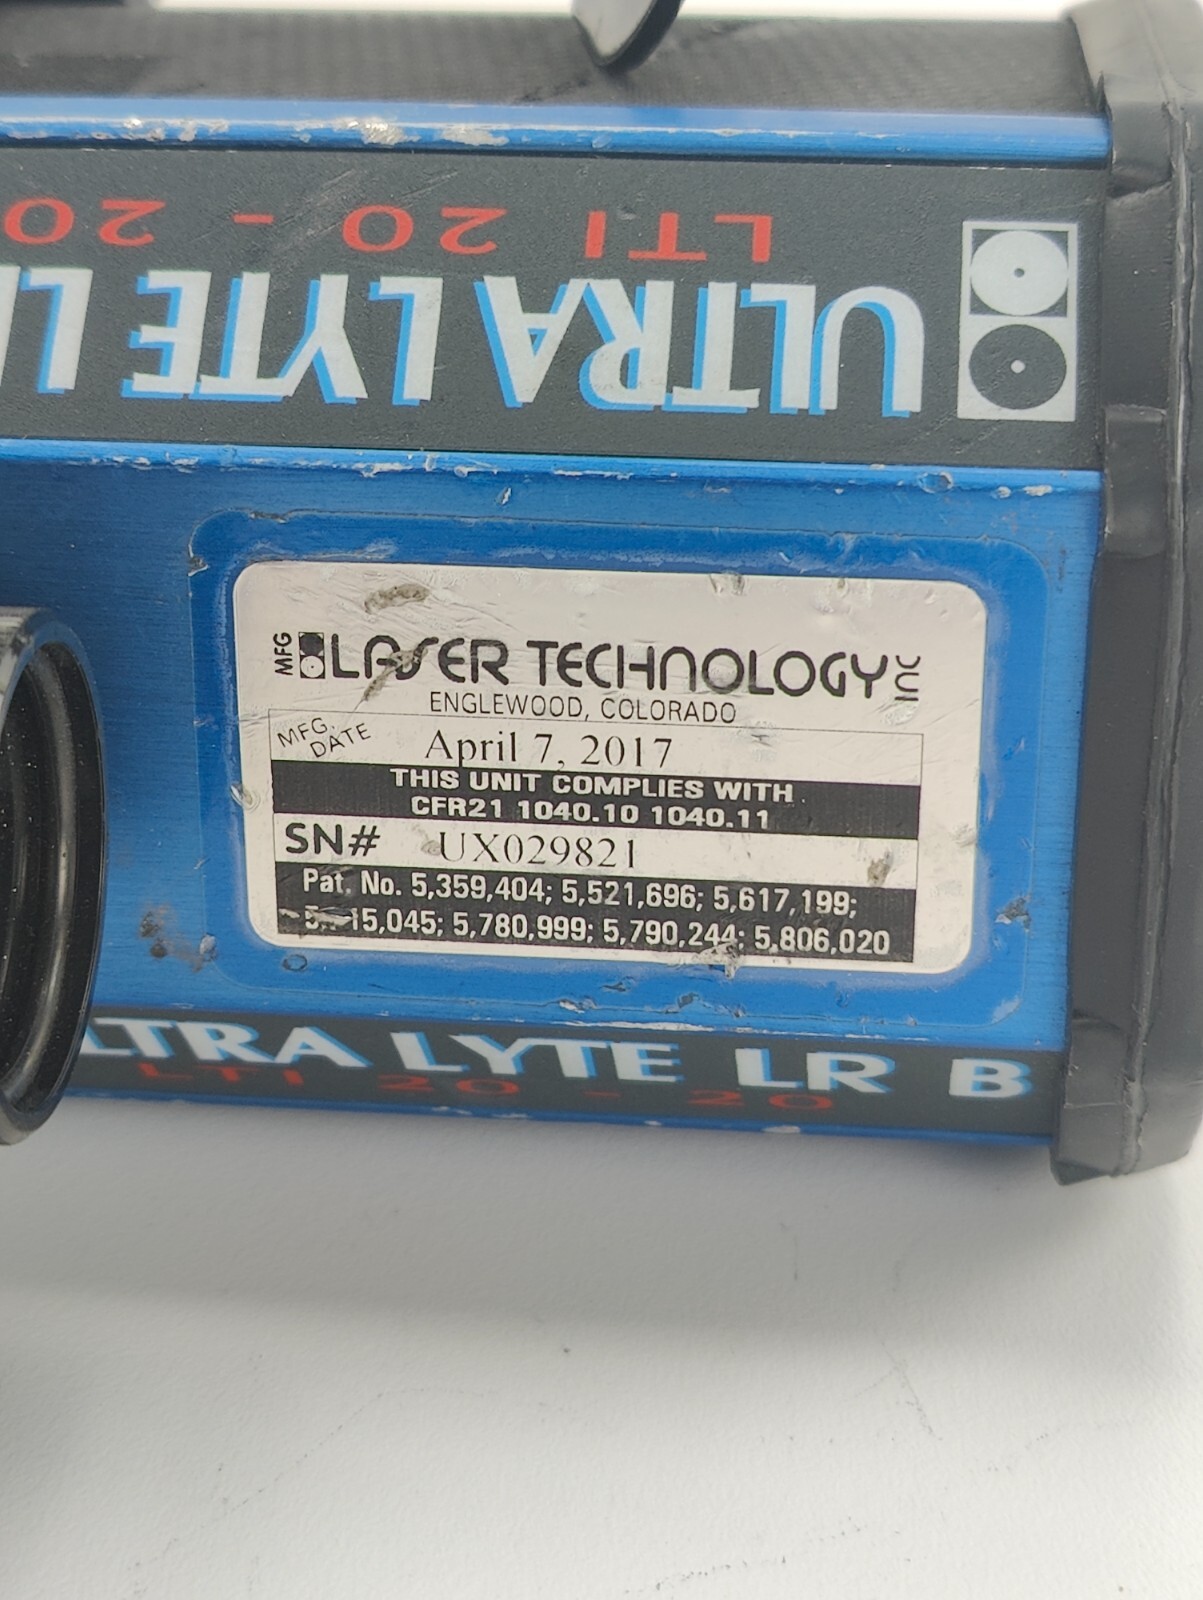 LTI 20 - 20
ULTRA LYTE
MFG LASER TECHNOLOGY INC
ENGLEWOOD, COLORADO
MFG. DATE April 7, 2017
THIS UNIT COMPLIES WITH
CFR21 1040.10 1040.11
SN# UX029821
Pat. No. 5,359,404; 5,521,696; 5,617,199;
15,045; 5,780,999; 5,790,244; 5,806,020
LTRA LYTE LR B
LTI 20 - 20